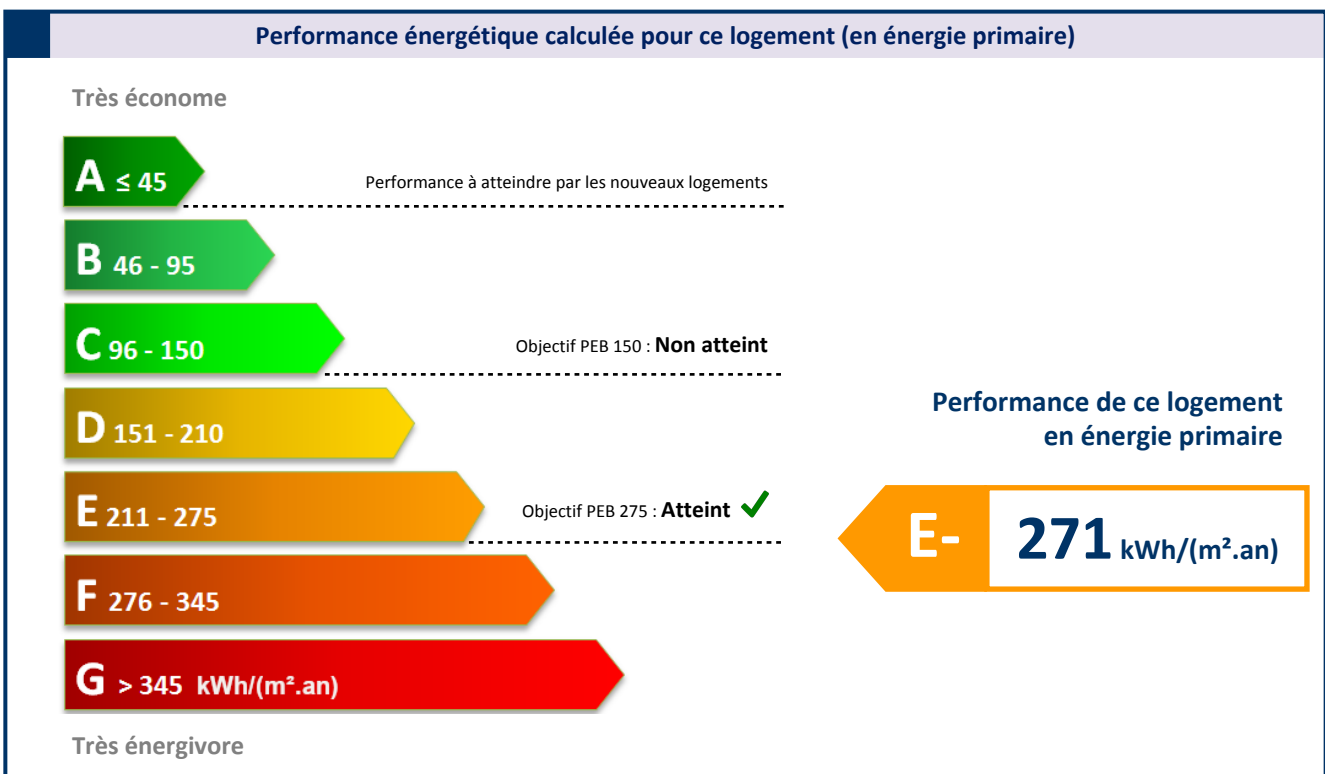 Performance énergétique calculée pour ce logement (en énergie primaire)
Très économe
A ≤ 45
Performance à atteindre par les nouveaux logements
B 46 - 95
C 96 - 150
Objectif PEB 150 : Non atteint
D 151 - 210
Performance de ce logement
en énergie primaire
E 211 - 275
Objectif PEB 275 : Atteint ✓
E- 271 kWh/(m².an)
F 276 - 345
G > 345 kWh/(m².an)
Très énergivore